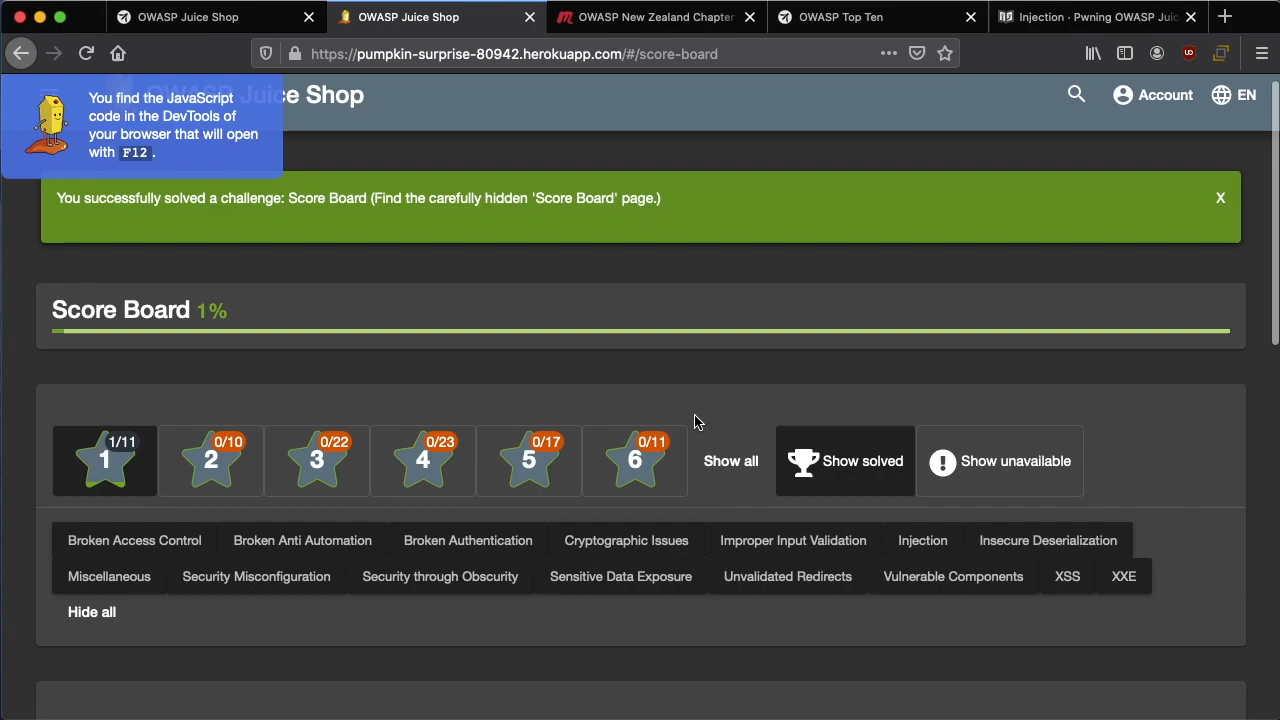 OWASP Juice Shop
OWASP Juice Shop
OWASP New Zealand Chapter
OWASP Top Ten
Injection · Pwning OWASP Juic
https://pumpkin-surprise-80942.herokuapp.com/#/score-board
OWASP Juice Shop
Account
EN
You find the JavaScript
code in the DevTools of
your browser that will open
with F12.
You successfully solved a challenge: Score Board (Find the carefully hidden 'Score Board' page.)
X
Score Board 1%
1 1/11
2 0/10
3 0/22
4 0/23
5 0/17
6 0/11
Show all
Show solved
Show unavailable
Broken Access Control
Broken Anti Automation
Broken Authentication
Cryptographic Issues
Improper Input Validation
Injection
Insecure Deserialization
Miscellaneous
Security Misconfiguration
Security through Obscurity
Sensitive Data Exposure
Unvalidated Redirects
Vulnerable Components
XSS
XXE
Hide all